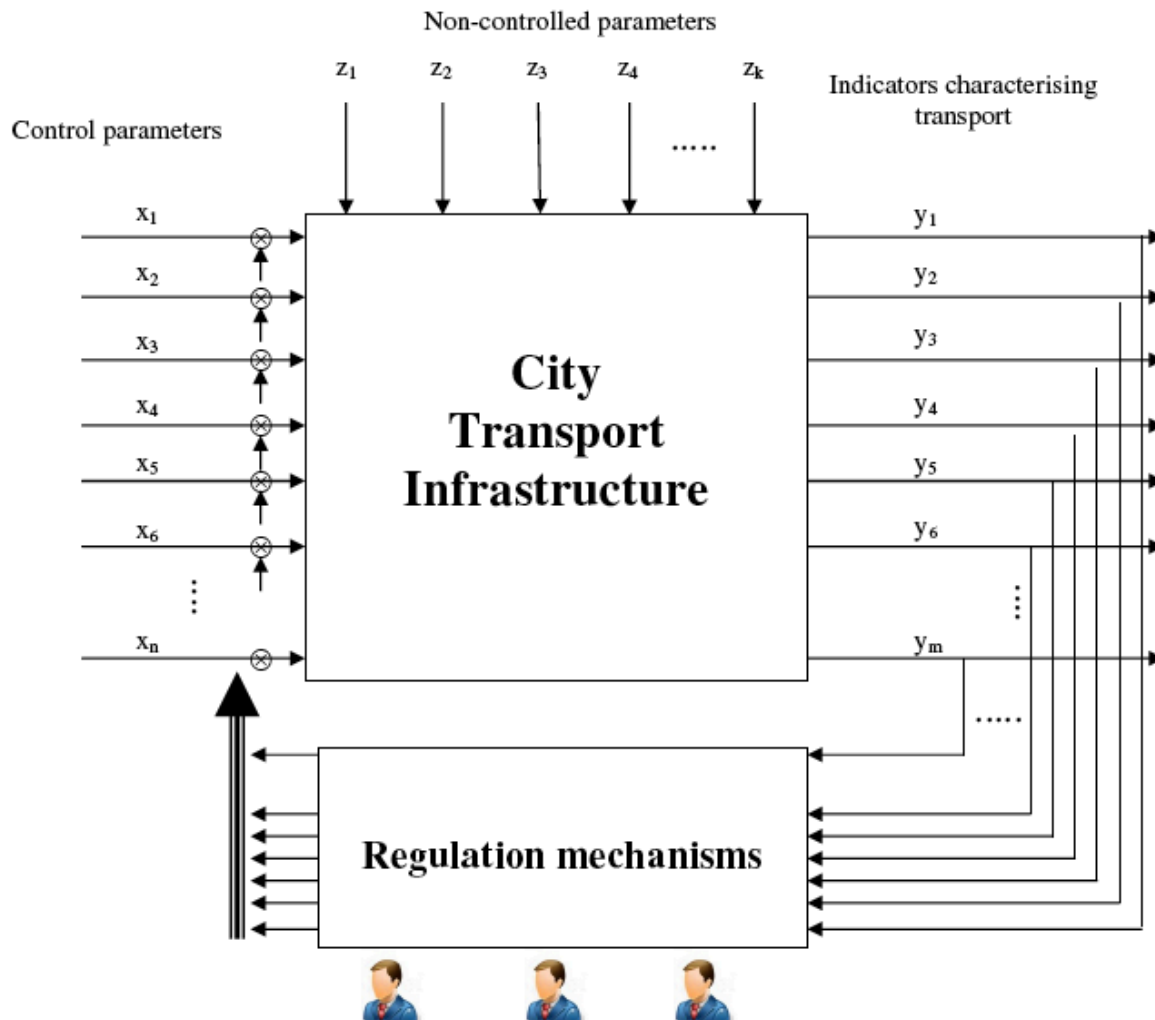 Non-controlled parameters
z₁ z₂ z₃ z₄ zₖ
Indicators characterising
transport
Control parameters
.....
x₁ y₁
x₂ y₂
x₃ y₃
x₄ y₄
x₅ y₅
x₆ y₆
xₙ yₘ
City
Transport
Infrastructure
.....
Regulation mechanisms